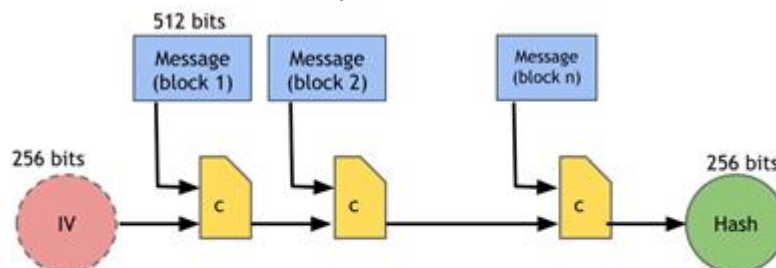 512 bits
Message
(block 1)
Message
(block 2)
Message
(block n)
256 bits
256 bits
C
C
C
IV
Hash